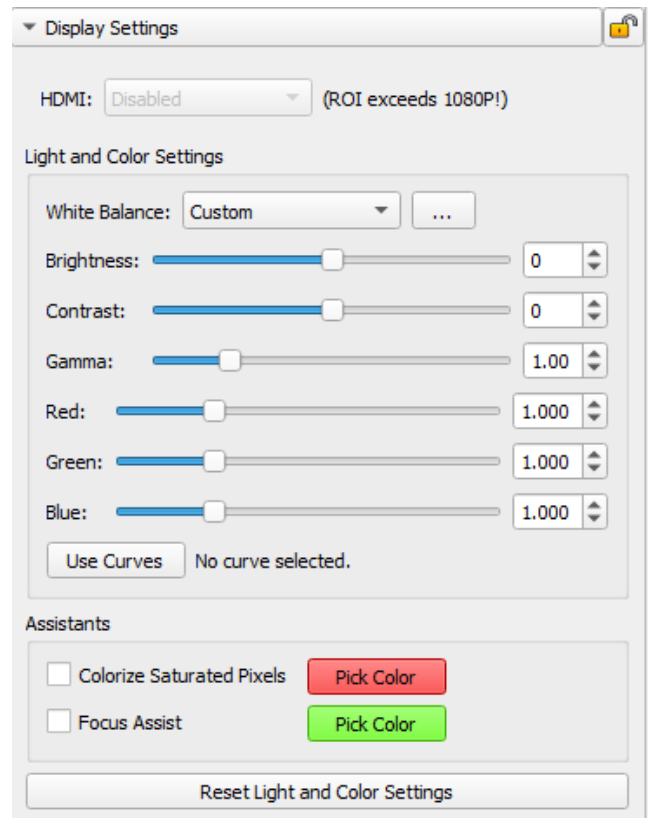 Display Settings
HDMI: Disabled (ROI exceeds 1080P!)
Light and Color Settings
White Balance: Custom ...
Brightness: 0
Contrast: 0
Gamma: 1.00
Red: 1.000
Green: 1.000
Blue: 1.000
Use Curves No curve selected.
Assistants
Colorize Saturated Pixels Pick Color
Focus Assist Pick Color
Reset Light and Color Settings